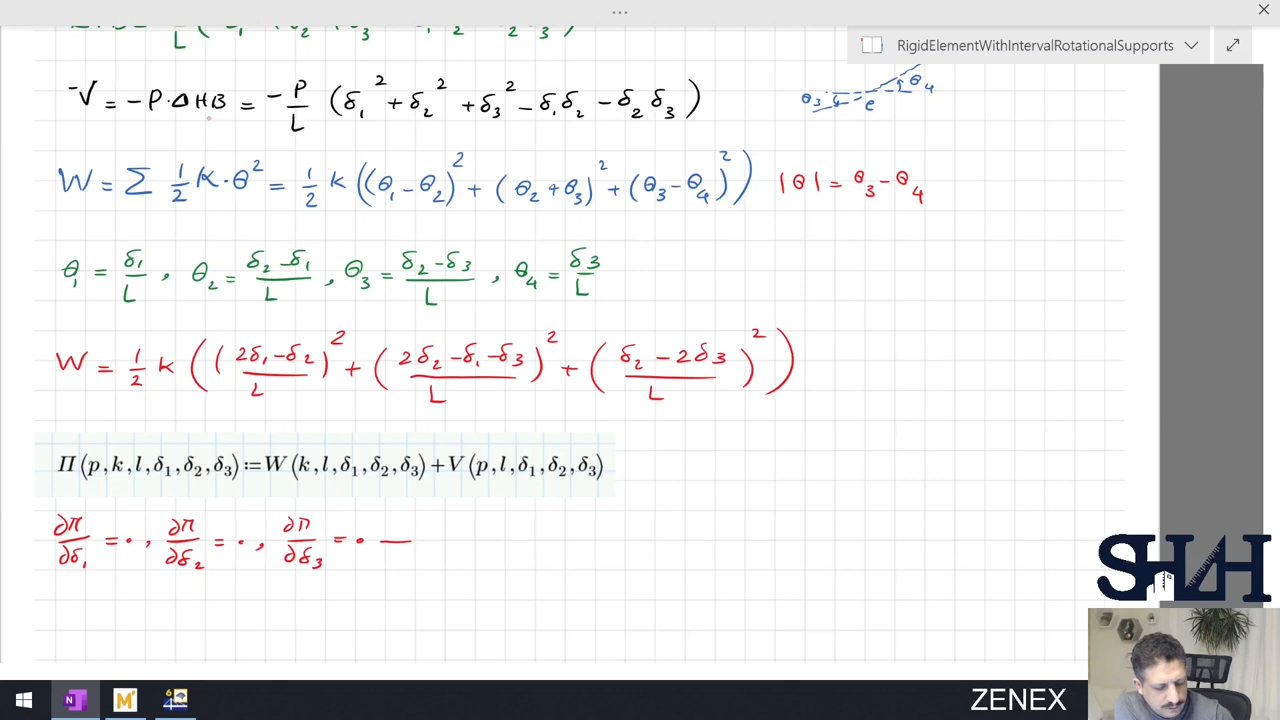 RigidElementWithIntervalRotationalSupports
L
-V = -P·ΔHB = -P/L (δ₁² + δ₂² + δ₃² - δ₁δ₂ - δ₂δ₃)
θ₃ e θ₄
W = Σ 1/2 K·θ² = 1/2 k((θ₁-θ₂)² + (θ₂+θ₃)² + (θ₃-θ₄)²) |θ| = θ₃-θ₄
θ₁ = δ₁/L, θ₂ = δ₂-δ₁/L, θ₃ = δ₂-δ₃/L, θ₄ = δ₃/L
W = 1/2 k((2δ₁-δ₂/L)² + (2δ₂-δ₁-δ₃/L)² + (δ₂-2δ₃/L)²)
Π(p,k,l,δ₁,δ₂,δ₃):=W(k,l,δ₁,δ₂,δ₃)+V(p,l,δ₁,δ₂,δ₃)
∂π/∂δ₁ = ·, ∂π/∂δ₂ = ·, ∂π/∂δ₃ = · —
ZENEX